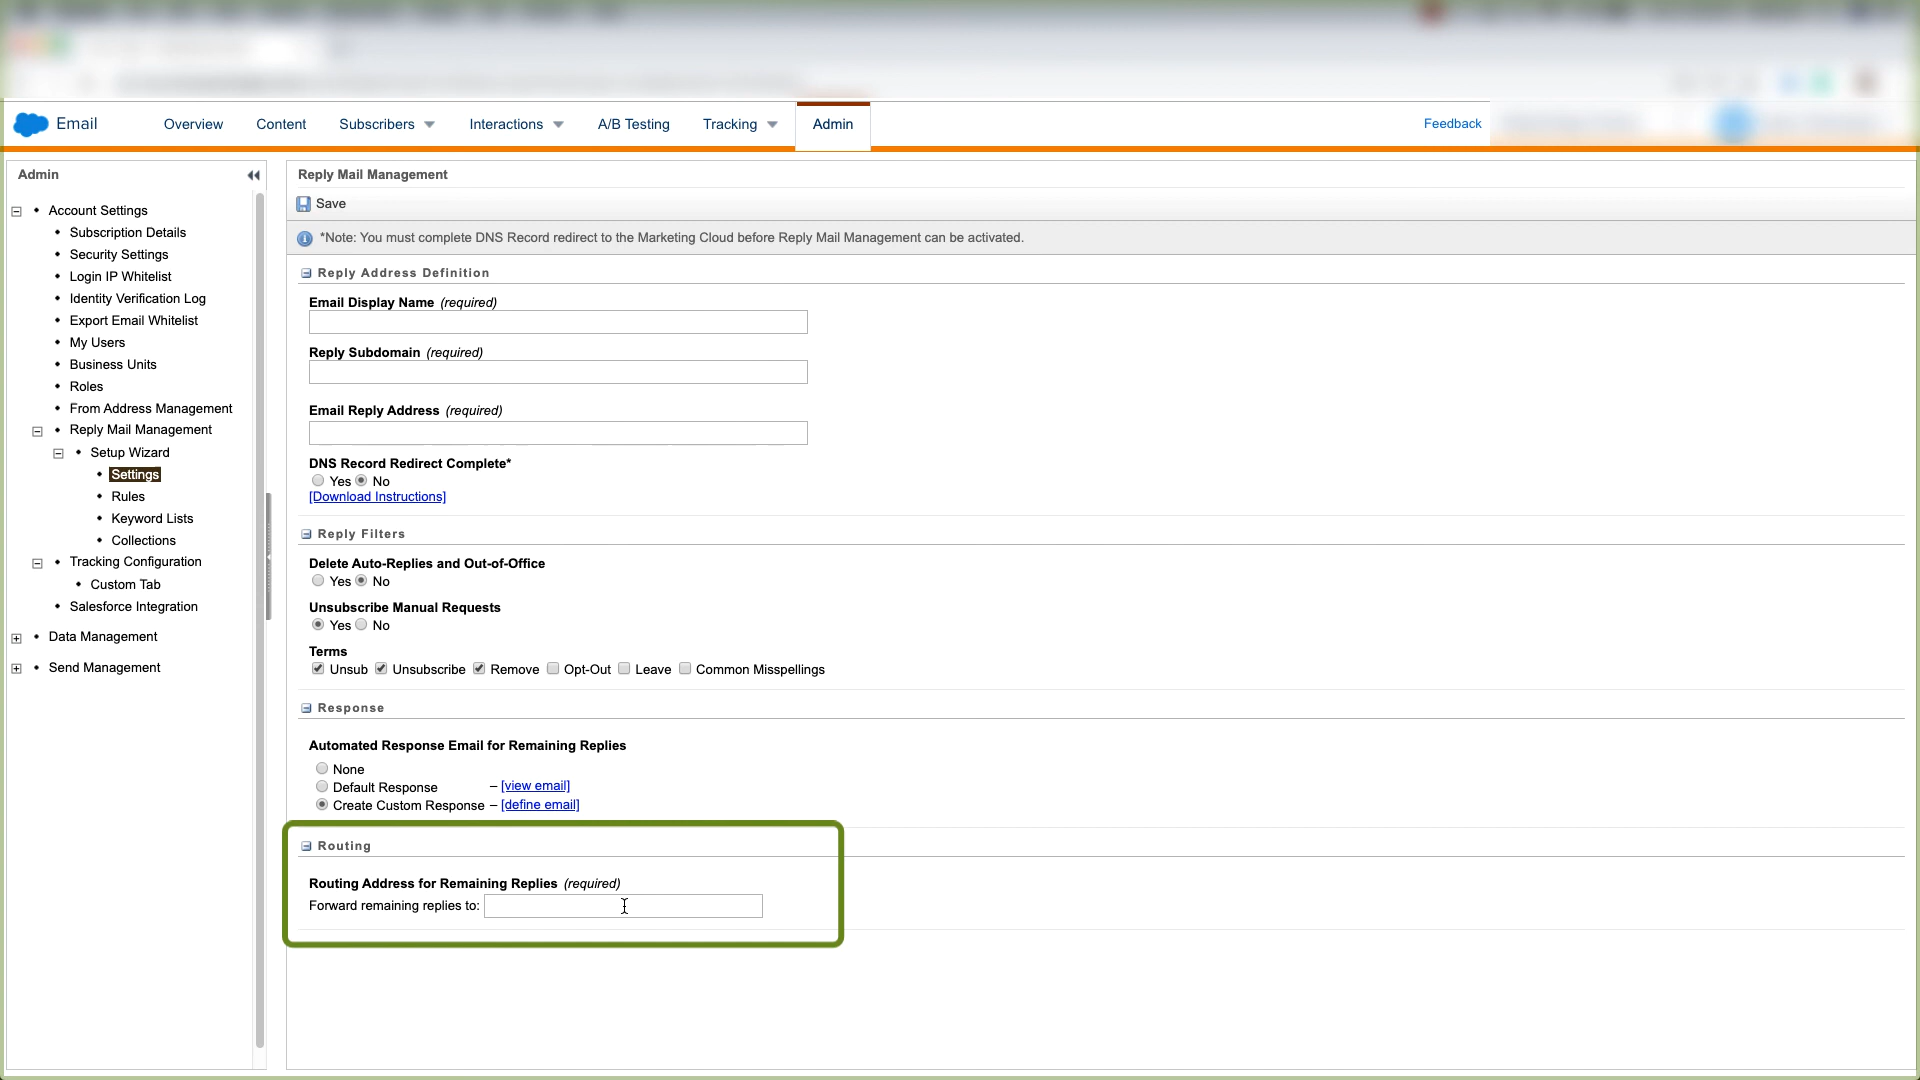 Email
Overview
Content
Subscribers
Interactions
A/B Testing
Tracking
Admin
Feedback
Admin
Account Settings
Subscription Details
Security Settings
Login IP Whitelist
Identity Verification Log
Export Email Whitelist
My Users
Business Units
Roles
From Address Management
Reply Mail Management
Setup Wizard
Settings
Rules
Keyword Lists
Collections
Tracking Configuration
Custom Tab
Salesforce Integration
Data Management
Send Management
Reply Mail Management
Save
*Note: You must complete DNS Record redirect to the Marketing Cloud before Reply Mail Management can be activated.
Reply Address Definition
Email Display Name (required)
Reply Subdomain (required)
Email Reply Address (required)
DNS Record Redirect Complete*
Yes No
[Download Instructions]
Reply Filters
Delete Auto-Replies and Out-of-Office
Yes No
Unsubscribe Manual Requests
Yes No
Terms
Unsub Unsubscribe Remove Opt-Out Leave Common Misspellings
Response
Automated Response Email for Remaining Replies
None
Default Response – [view email]
Create Custom Response – [define email]
Routing
Routing Address for Remaining Replies (required)
Forward remaining replies to: